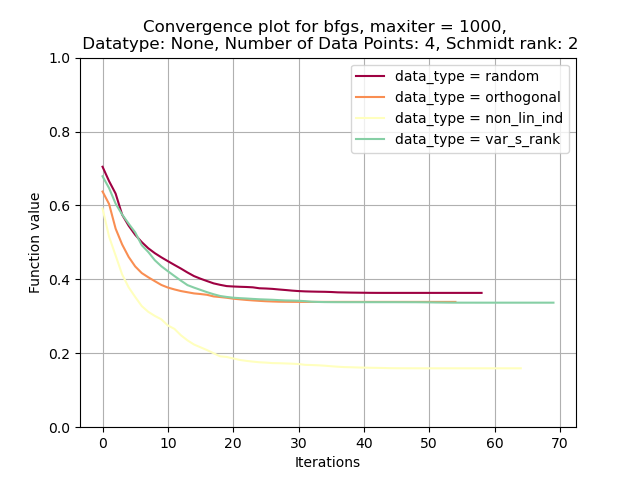 Convergence plot for bfgs, maxiter = 1000,
Datatype: None, Number of Data Points: 4, Schmidt rank: 2
data_type = random
data_type = orthogonal
data_type = non_lin_ind
data_type = var_s_rank
Function value
1.0
0.8
0.6
0.4
0.2
0.0
0 10 20 30 40 50 60 70
Iterations